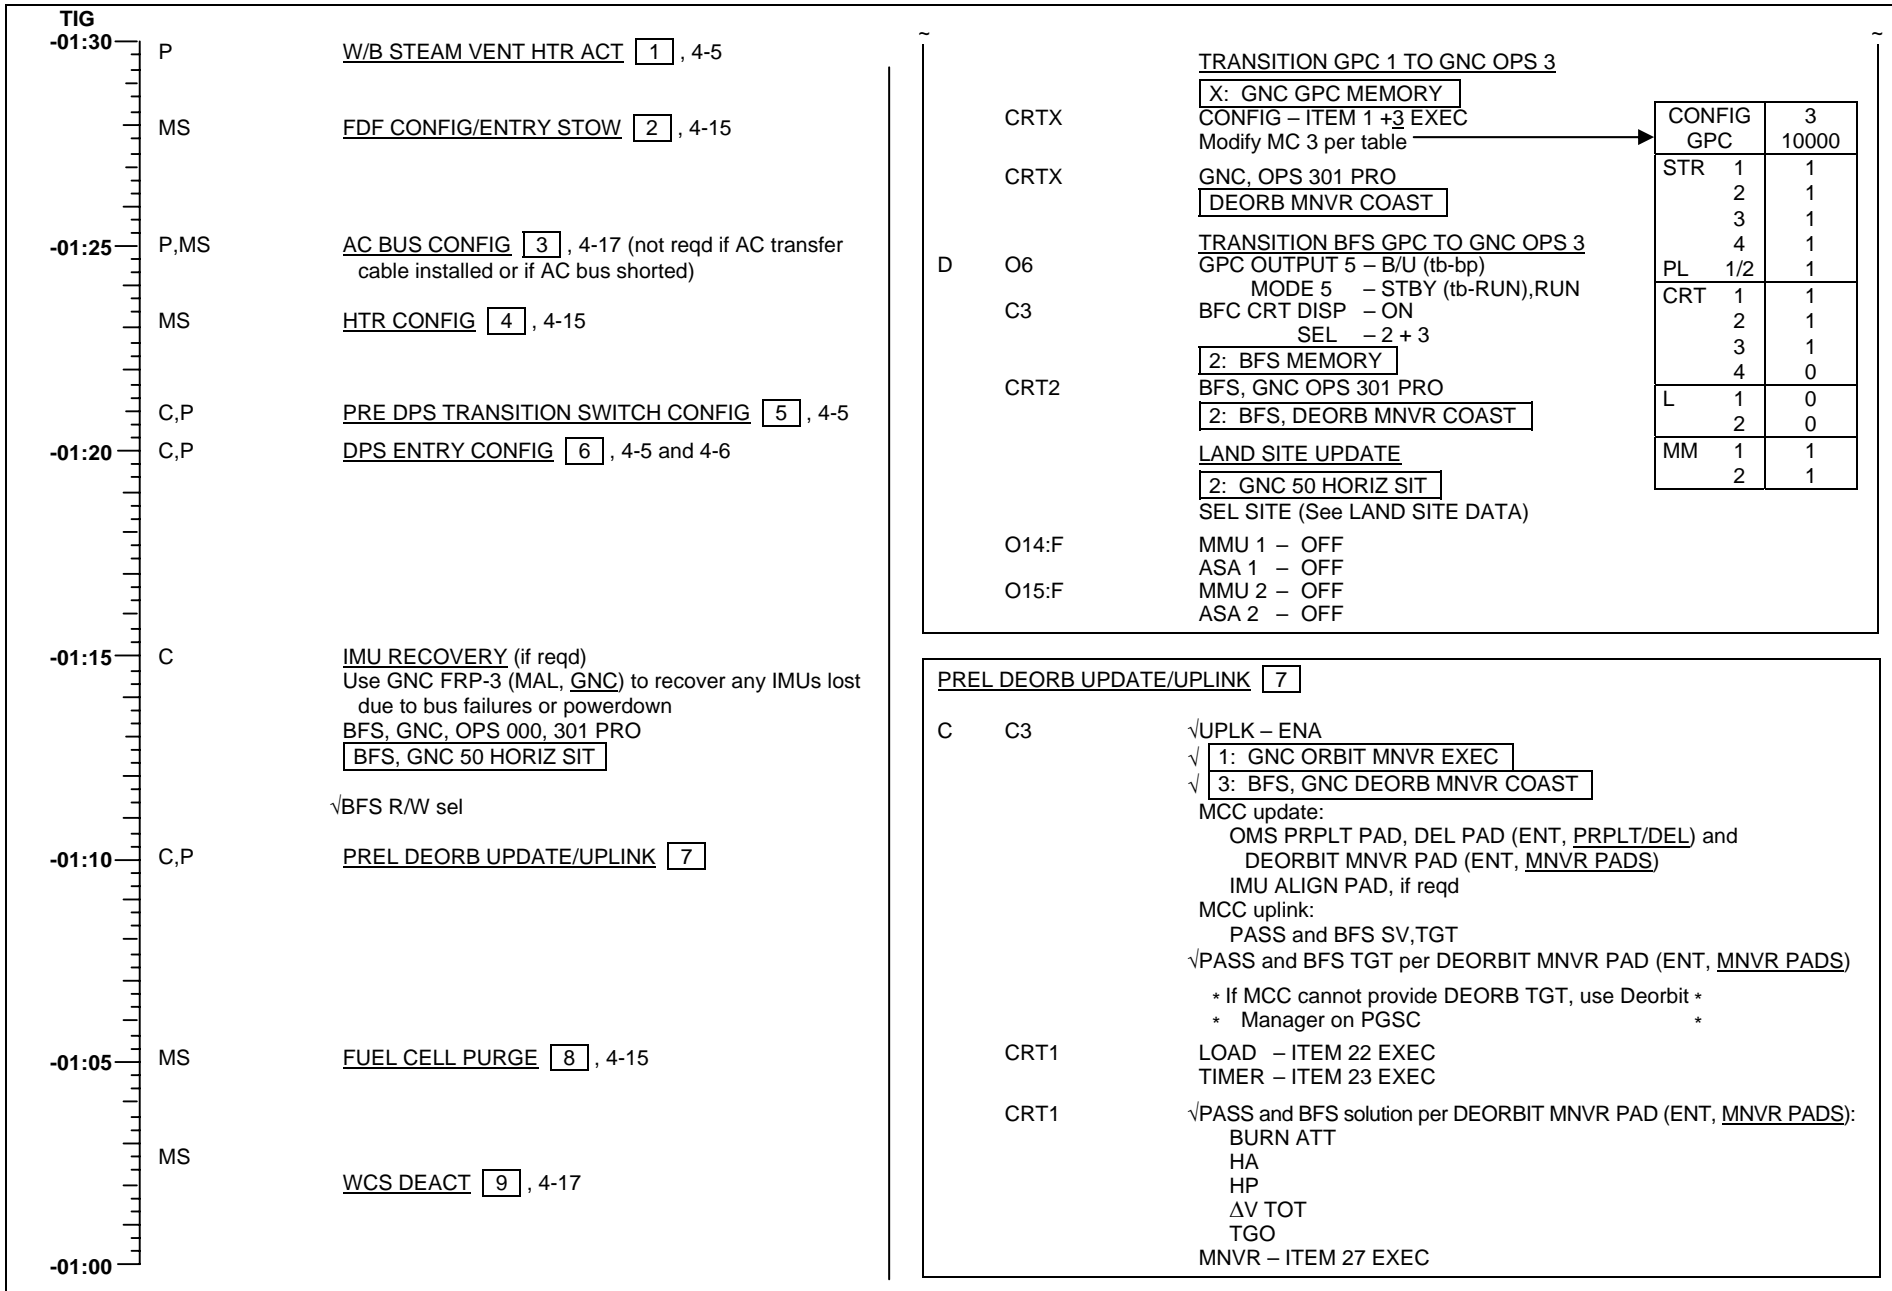 TIG
-01:30 P W/B STEAM VENT HTR ACT 1 , 4-5
MS FDF CONFIG/ENTRY STOW 2 , 4-15
-01:25 P,MS AC BUS CONFIG 3 , 4-17 (not reqd if AC transfer
cable installed or if AC bus shorted)
MS HTR CONFIG 4 , 4-15
C,P PRE DPS TRANSITION SWITCH CONFIG 5 , 4-5
-01:20 C,P DPS ENTRY CONFIG 6 , 4-5 and 4-6
-01:15 C IMU RECOVERY (if reqd)
Use GNC FRP-3 (MAL, GNC) to recover any IMUs lost
due to bus failures or powerdown
BFS, GNC, OPS 000, 301 PRO
BFS, GNC 50 HORIZ SIT
√BFS R/W sel
-01:10 C,P PREL DEORB UPDATE/UPLINK 7
-01:05 MS FUEL CELL PURGE 8 , 4-15
MS
WCS DEACT 9 , 4-17
-01:00
~ ~
TRANSITION GPC 1 TO GNC OPS 3
X: GNC GPC MEMORY
CRTX CONFIG – ITEM 1 +3 EXEC
Modify MC 3 per table
CRTX GNC, OPS 301 PRO
DEORB MNVR COAST
TRANSITION BFS GPC TO GNC OPS 3
D O6 GPC OUTPUT 5 – B/U (tb-bp)
MODE 5 – STBY (tb-RUN),RUN
C3 BFC CRT DISP – ON
SEL – 2 + 3
2: BFS MEMORY
CRT2 BFS, GNC OPS 301 PRO
2: BFS, DEORB MNVR COAST
LAND SITE UPDATE
2: GNC 50 HORIZ SIT
SEL SITE (See LAND SITE DATA)
O14:F MMU 1 – OFF
ASA 1 – OFF
O15:F MMU 2 – OFF
ASA 2 – OFF
CONFIG 3
GPC 10000
STR 1 1
2 1
3 1
4 1
PL 1/2 1
CRT 1 1
2 1
3 1
4 0
L 1 0
2 0
MM 1 1
2 1
PREL DEORB UPDATE/UPLINK 7
C C3 √UPLK – ENA
√ 1: GNC ORBIT MNVR EXEC
√ 3: BFS, GNC DEORB MNVR COAST
MCC update:
OMS PRPLT PAD, DEL PAD (ENT, PRPLT/DEL) and
DEORBIT MNVR PAD (ENT, MNVR PADS)
IMU ALIGN PAD, if reqd
MCC uplink:
PASS and BFS SV,TGT
√PASS and BFS TGT per DEORBIT MNVR PAD (ENT, MNVR PADS)
* If MCC cannot provide DEORB TGT, use Deorbit *
* Manager on PGSC *
CRT1 LOAD – ITEM 22 EXEC
TIMER – ITEM 23 EXEC
CRT1 √PASS and BFS solution per DEORBIT MNVR PAD (ENT, MNVR PADS):
BURN ATT
HA
HP
∆V TOT
TGO
MNVR – ITEM 27 EXEC